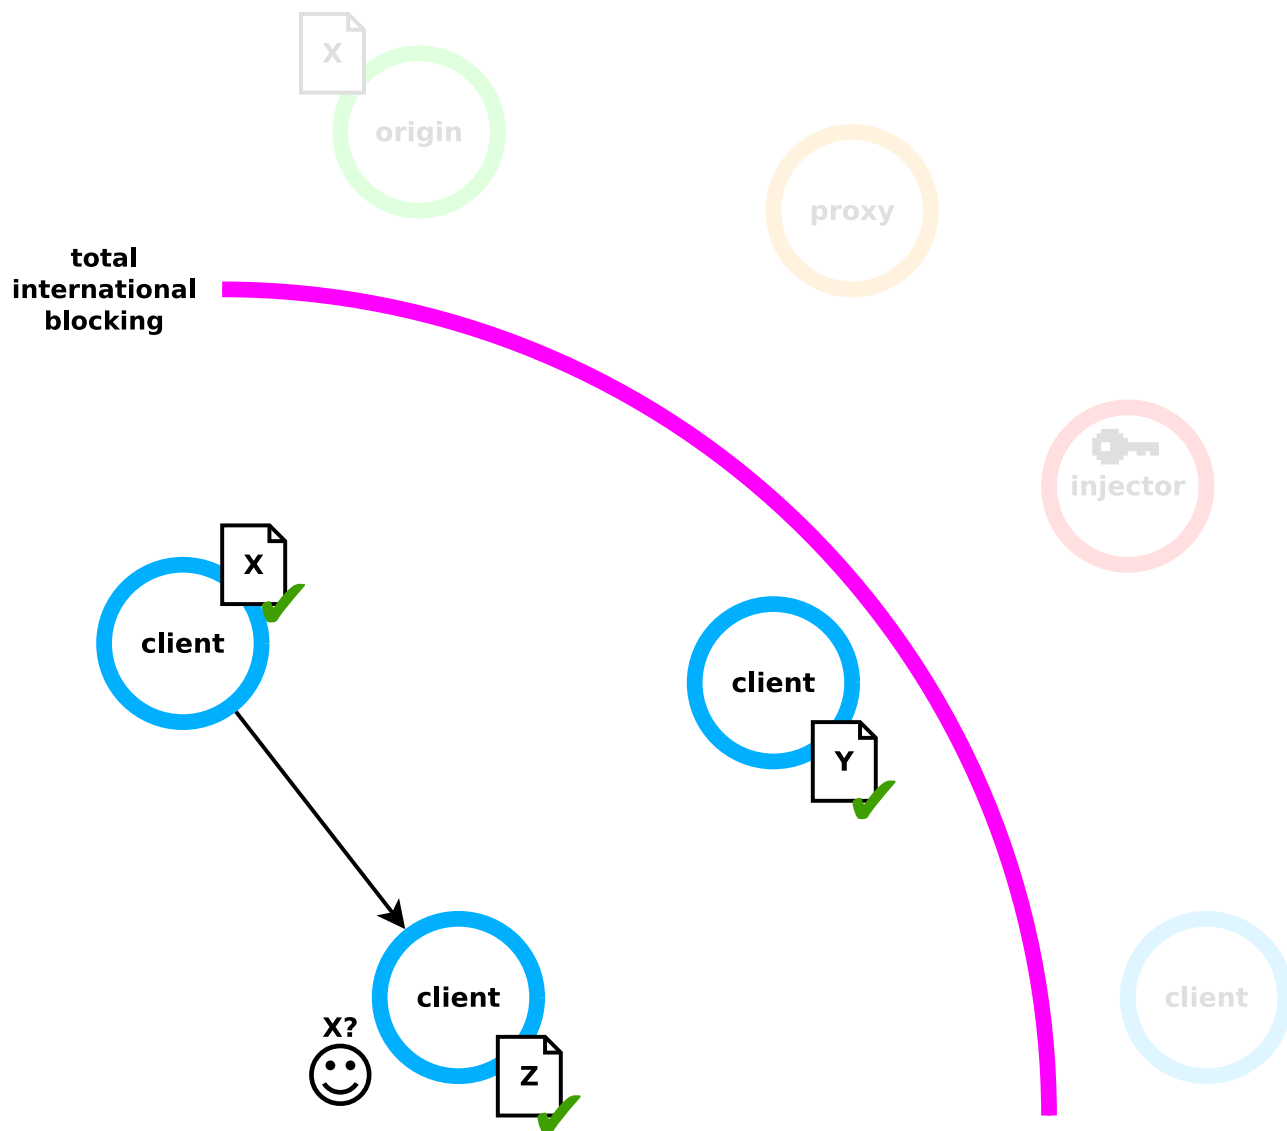 X
origin
proxy
total
international
blocking
injector
X
client
client
Y
client
client
X?
Z